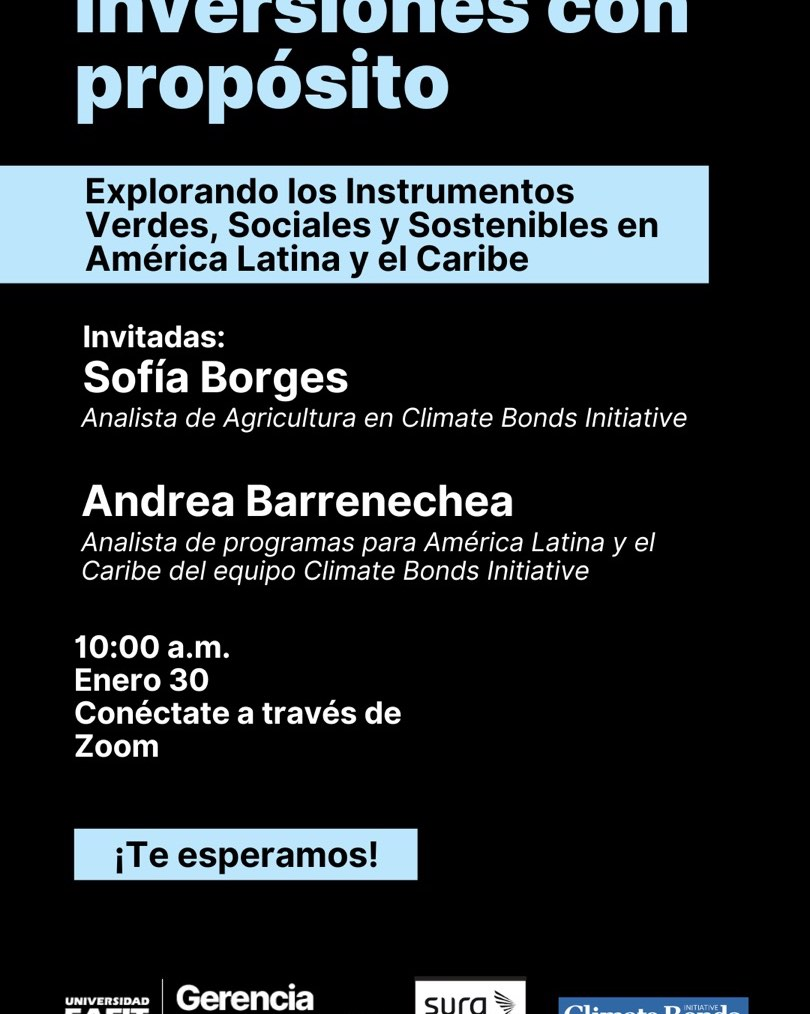 Inversiones con
propósito
Explorando los Instrumentos
Verdes, Sociales y Sostenibles en
América Latina y el Caribe
Invitadas:
Sofía Borges
Analista de Agricultura en Climate Bonds Initiative
Andrea Barrenechea
Analista de programas para América Latina y el
Caribe del equipo Climate Bonds Initiative
10:00 a.m.
Enero 30
Conéctate a través de
Zoom
¡Te esperamos!
UNIVERSIDAD
EAFIT
Gerencia
sura
INITIATIVE
Climate Bonds